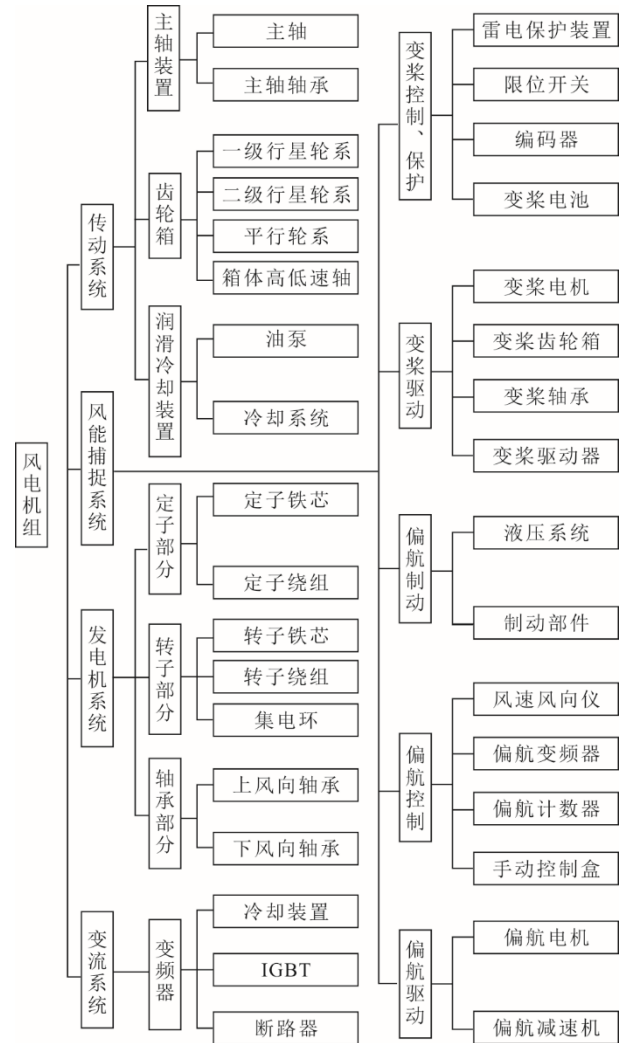 风电机组
传动系统
主轴装置
主轴
主轴轴承
齿轮箱
一级行星轮系
二级行星轮系
平行轮系
箱体高低速轴
润滑冷却装置
油泵
冷却系统
风能捕捉系统
变桨控制、保护
雷电保护装置
限位开关
编码器
变桨电池
变桨驱动
变桨电机
变桨齿轮箱
变桨轴承
变桨驱动器
偏航制动
液压系统
制动部件
偏航控制
风速风向仪
偏航变频器
偏航计数器
手动控制盒
偏航驱动
偏航电机
偏航减速机
发电机系统
定子部分
定子铁芯
定子绕组
转子部分
转子铁芯
转子绕组
集电环
轴承部分
上风向轴承
下风向轴承
变流系统
变频器
冷却装置
IGBT
断路器